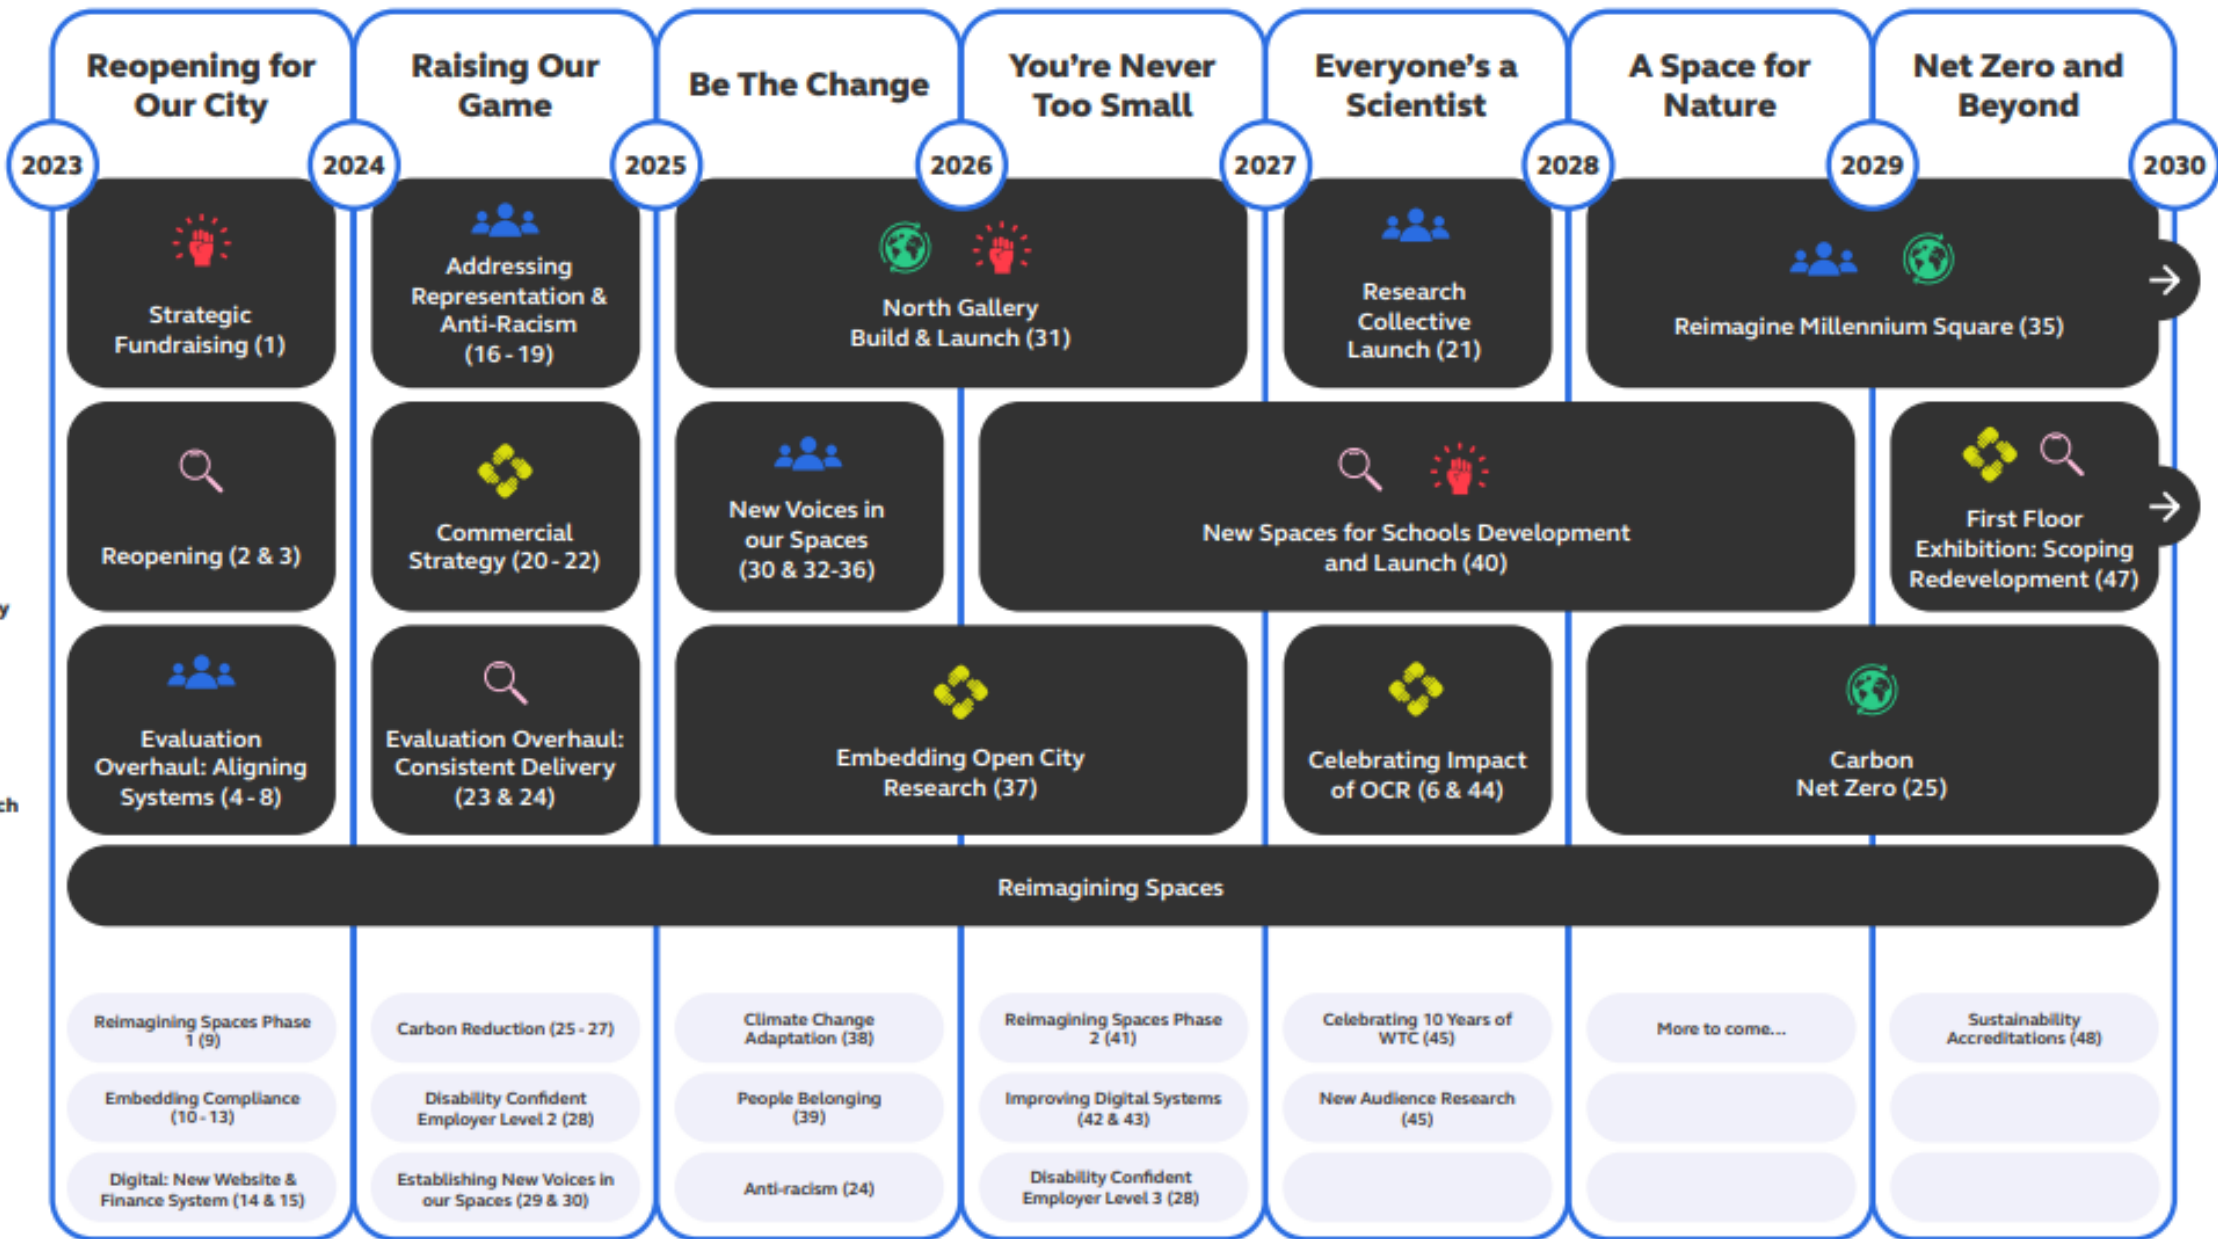 Reopening for
Our City
Raising Our
Game
Be The Change
You're Never
Too Small
Everyone's a
Scientist
A Space for
Nature
Net Zero and
Beyond
2023
2024
2025
2026
2027
2028
2029
2030
Strategic
Fundraising (1)
Addressing
Representation &
Anti-Racism
(16 - 19)
North Gallery
Build & Launch (31)
Research
Collective
Launch (21)
Reimagine Millennium Square (35)
Reopening (2 & 3)
Commercial
Strategy (20 - 22)
New Voices in
our Spaces
(30 & 32-36)
New Spaces for Schools Development
and Launch (40)
First Floor
Exhibition: Scoping
Redevelopment (47)
y
Evaluation
Overhaul: Aligning
Systems (4 - 8)
Evaluation Overhaul:
Consistent Delivery
(23 & 24)
Embedding Open City
Research (37)
Celebrating Impact
of OCR (6 & 44)
Carbon
Net Zero (25)
ch
Reimagining Spaces
Reimagining Spaces Phase
1 (9)
Carbon Reduction (25 - 27)
Climate Change
Adaptation (38)
Reimagining Spaces Phase
2 (41)
Celebrating 10 Years of
WTC (45)
More to come...
Sustainability
Accreditations (48)
Embedding Compliance
(10 - 13)
Disability Confident
Employer Level 2 (28)
People Belonging
(39)
Improving Digital Systems
(42 & 43)
New Audience Research
(45)
Digital: New Website &
Finance System (14 & 15)
Establishing New Voices in
our Spaces (29 & 30)
Anti-racism (24)
Disability Confident
Employer Level 3 (28)